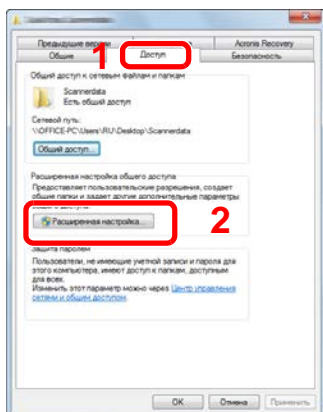 Предыдущие версии
Acronis Recovery
Общие
Доступ
Безопасность
1
Общий доступ к сетевым файлам и папкам
Scannerdata
Есть общий доступ
Сетевой путь:
\\OFFICE-PC\Users\RU\Desktop\Scannerdata
Общий доступ...
Расширенная настройка общего доступа
Предоставляет пользовательские разрешения, создает
общие папки и задает другие дополнительные параметры
Расширенная настройка...
2
Защита паролем
Пользователи, не имеющие учетной записи и пароля для
этого компьютера, имеют доступ к папкам, доступным
для всех.
Изменить этот параметр можно через Центр управления
сетями и общим доступом.
OK
Отмена
Применить